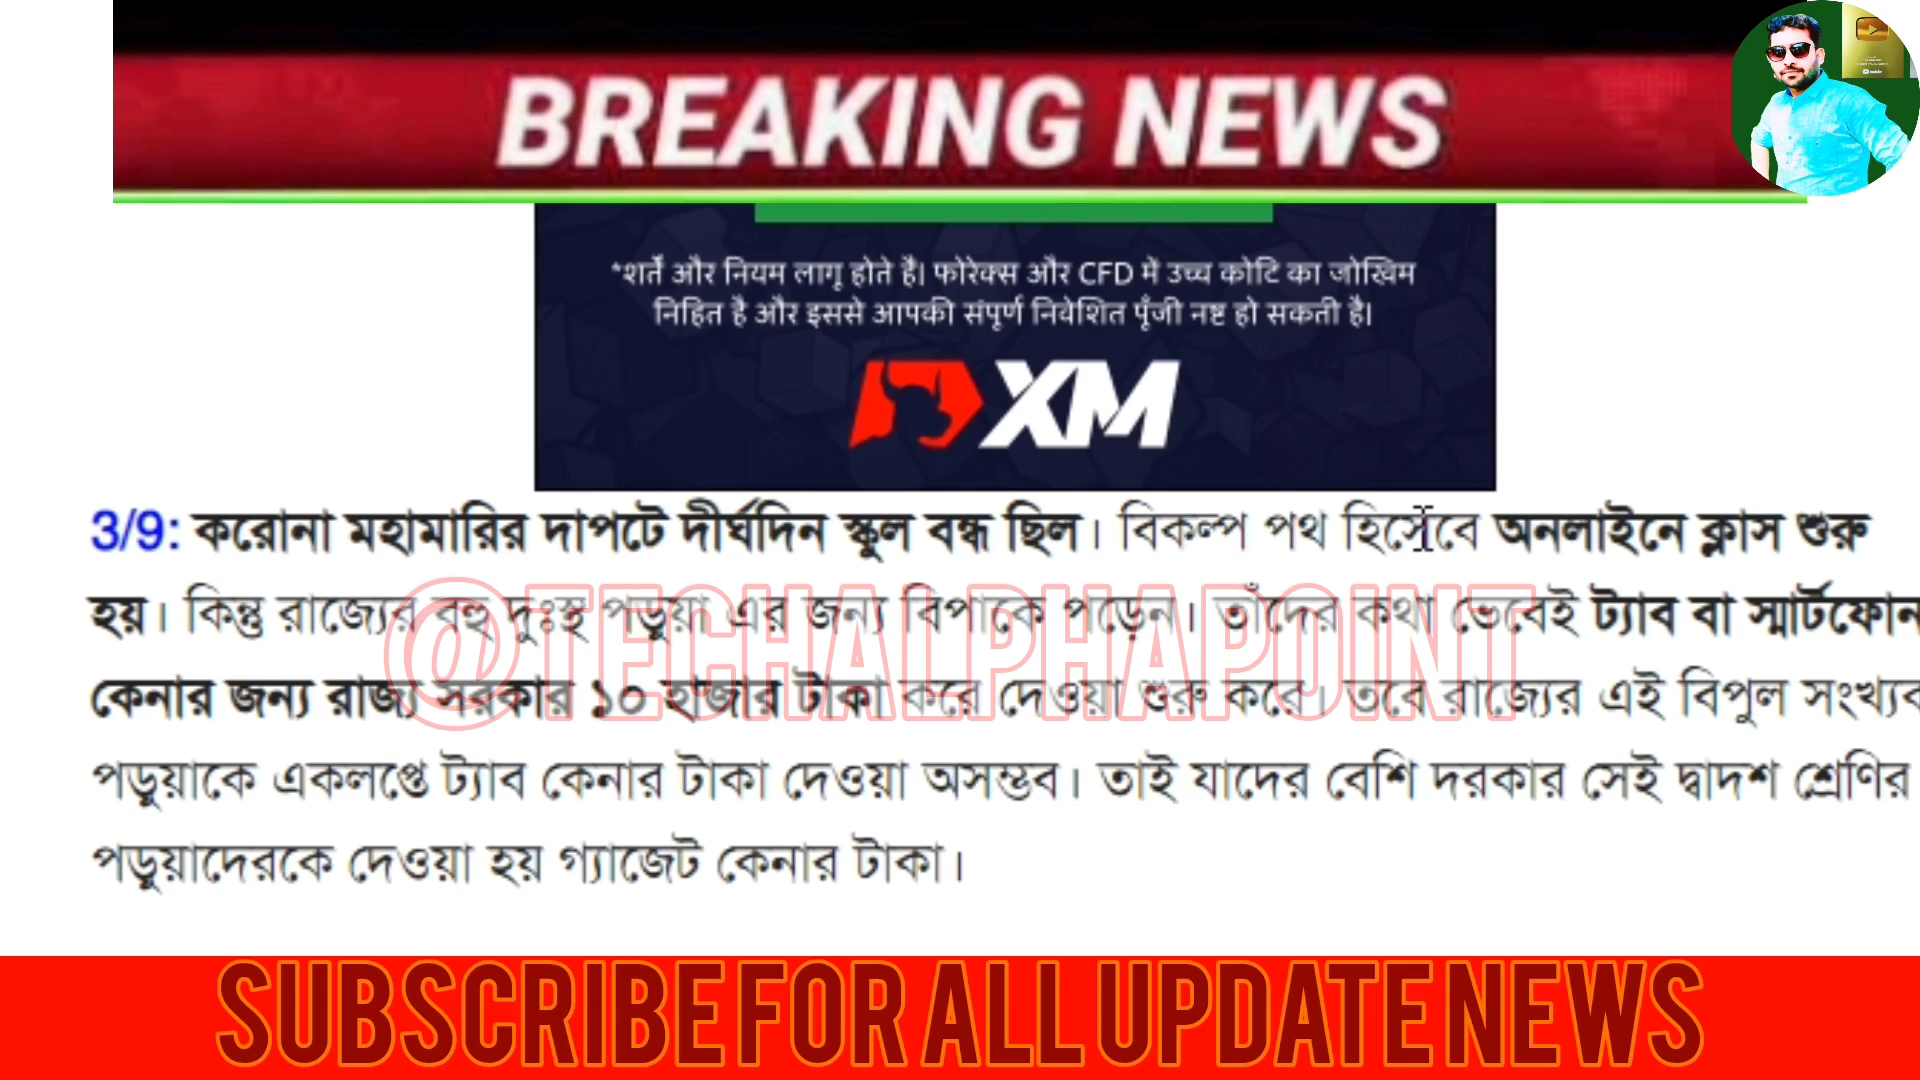 BREAKING NEWS
*शर्तें और नियम लागू होते हैं। फोरेक्स और CFD में उच्च कोटि का जोखिम
निहित है और इससे आपकी संपूर्ण निवेशित पूँजी नष्ट हो सकती है।
XM
3/9: করোনা মহামারির দাপটে দীর্ঘদিন স্কুল বন্ধ ছিল। বিকল্প পথ হিসেবে অনলাইনে ক্লাস শুরু
হয়। কিন্তু রাজ্যের বহু দুঃস্থ পড়ুয়া এর জন্য বিপাকে পড়েন। তাঁদের কথা ভেবেই ট্যাব বা স্মার্টফোন
@TECHALPHAPOINT
কেনার জন্য রাজ্য সরকার ১০ হাজার টাকা করে দেওয়া শুরু করে। তবে রাজ্যের এই বিপুল সংখ্যক
পড়ুয়াকে একলপ্তে ট্যাব কেনার টাকা দেওয়া অসম্ভব। তাই যাদের বেশি দরকার সেই দ্বাদশ শ্রেণির
পড়ুয়াদেরকে দেওয়া হয় গ্যাজেট কেনার টাকা।
SUBSCRIBE FOR ALL UPDATE NEWS